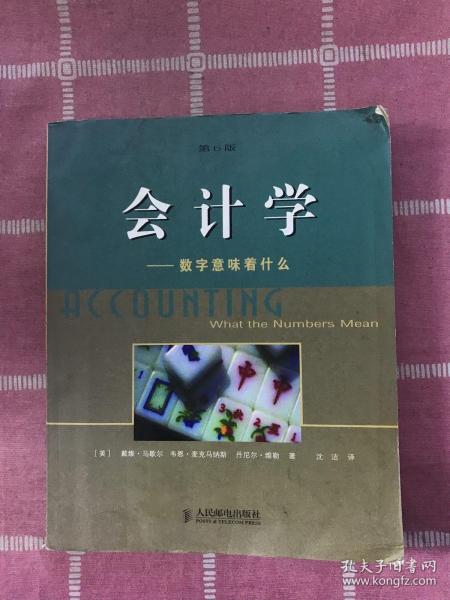 第6版
会计学
——数字意味着什么
ACCOUNTING
What the Numbers Mean
[美] 戴维·马歇尔 韦恩·麦克马纳斯 丹尼尔·维勒 著 沈洁 译
人民邮电出版社
POSTS & TELECOM PRESS
孔夫子旧书网
www.kongfz.com